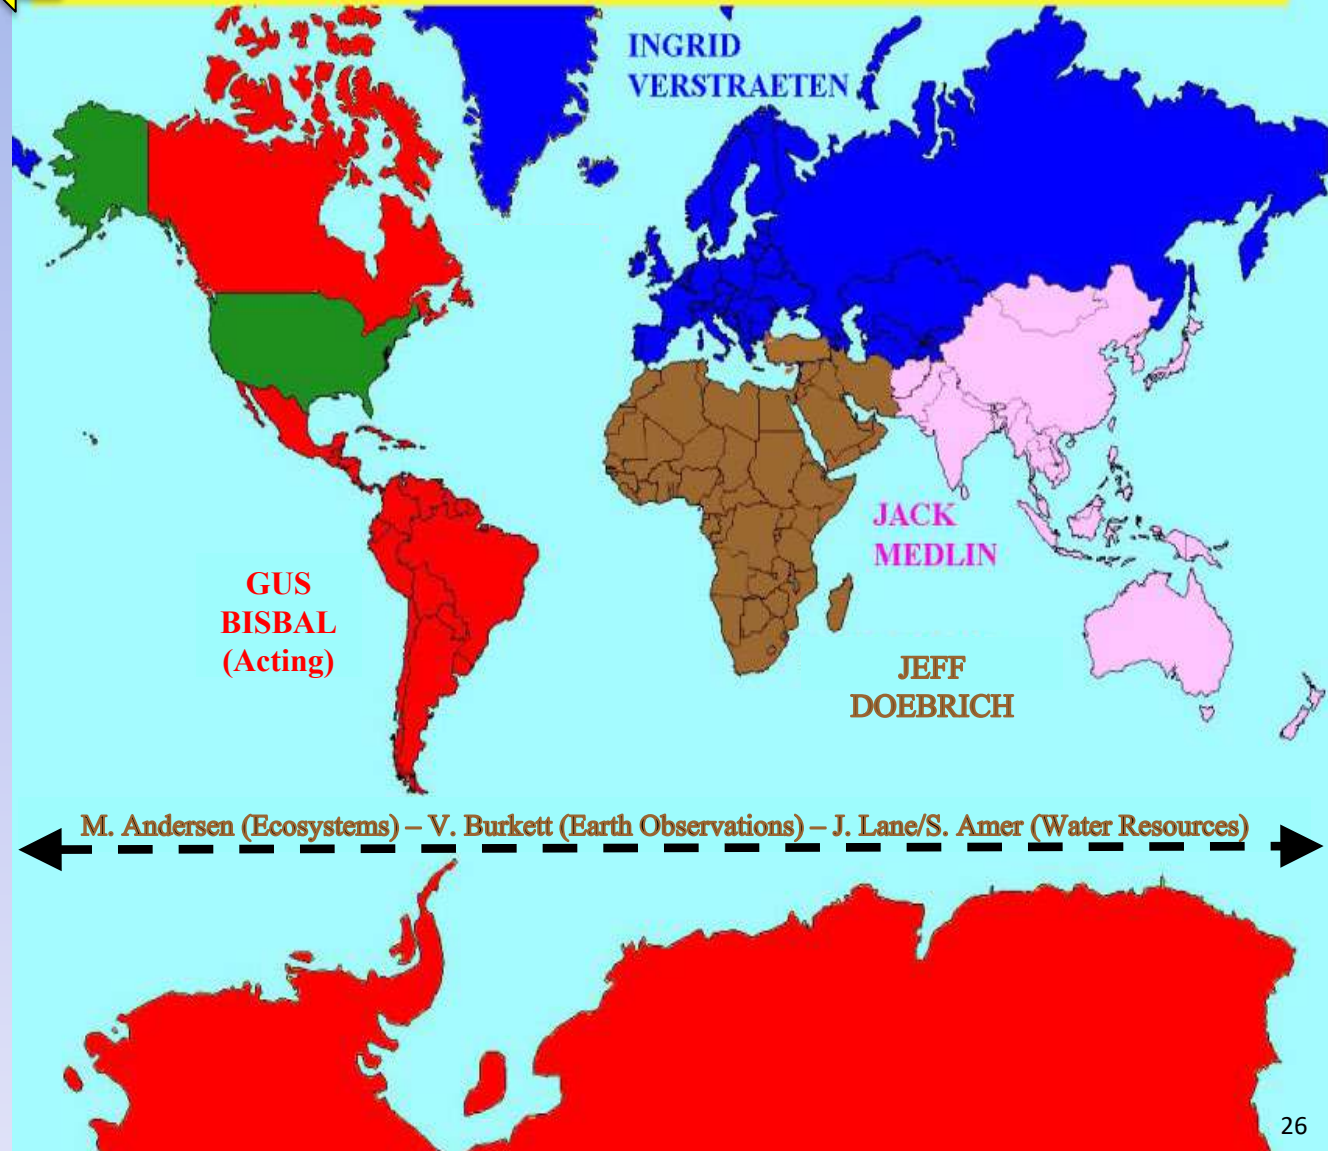 INGRID
VERSTRAETEN
JACK
MEDLIN
GUS
BISBAL
(Acting)
JEFF
DOEBRICH
M. Andersen (Ecosystems) – V. Burkett (Earth Observations) – J. Lane/S. Amer (Water Resources)
26